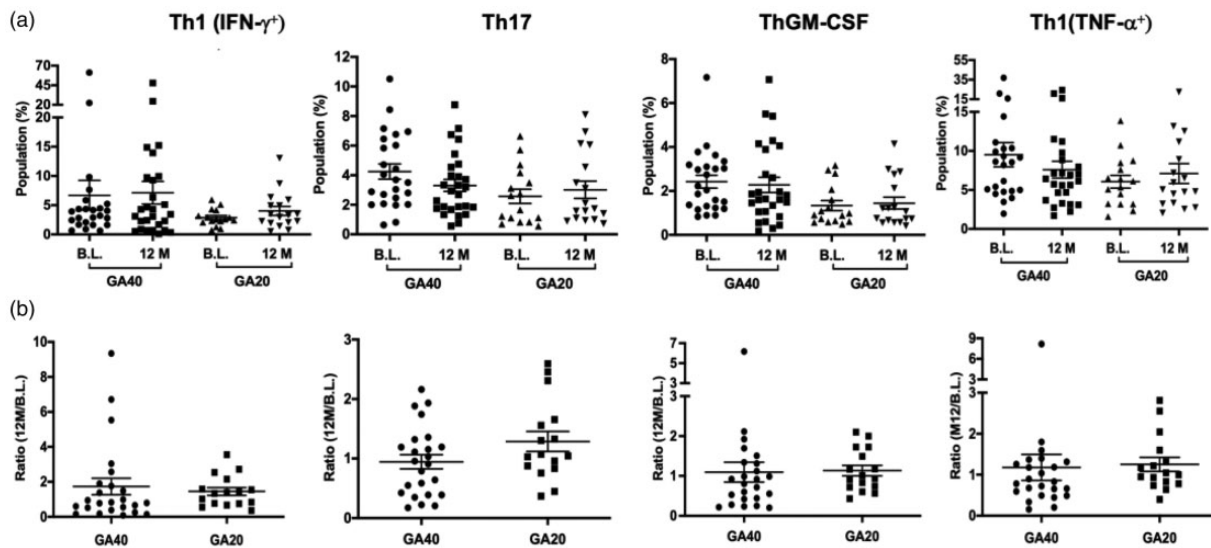 (a)
Th1 (IFN-γ⁺)
Th17
ThGM-CSF
Th1(TNF-α⁺)
Population (%)
70
45
20
20
15
10
5
0
B.L. 12 M B.L. 12 M
GA40 GA20
Population (%)
12
10
8
6
4
2
0
B.L. 12 M B.L. 12 M
GA40 GA20
Population (%)
8
6
4
2
0
B.L. 12 M B.L. 12 M
GA40 GA20
Population (%)
55
35
15
15
10
5
0
B.L. 12 M B.L. 12 M
GA40 GA20
(b)
Ratio (12M/B.L.)
10
8
6
4
2
0
GA40 GA20
Ratio (12M/B.L.)
3
2
1
0
GA40 GA20
Ratio (12M/B.L.)
7
5
3
3
2
1
0
GA40 GA20
Ratio (M12/B.L.)
9
6
3
3
2
1
0
GA40 GA20